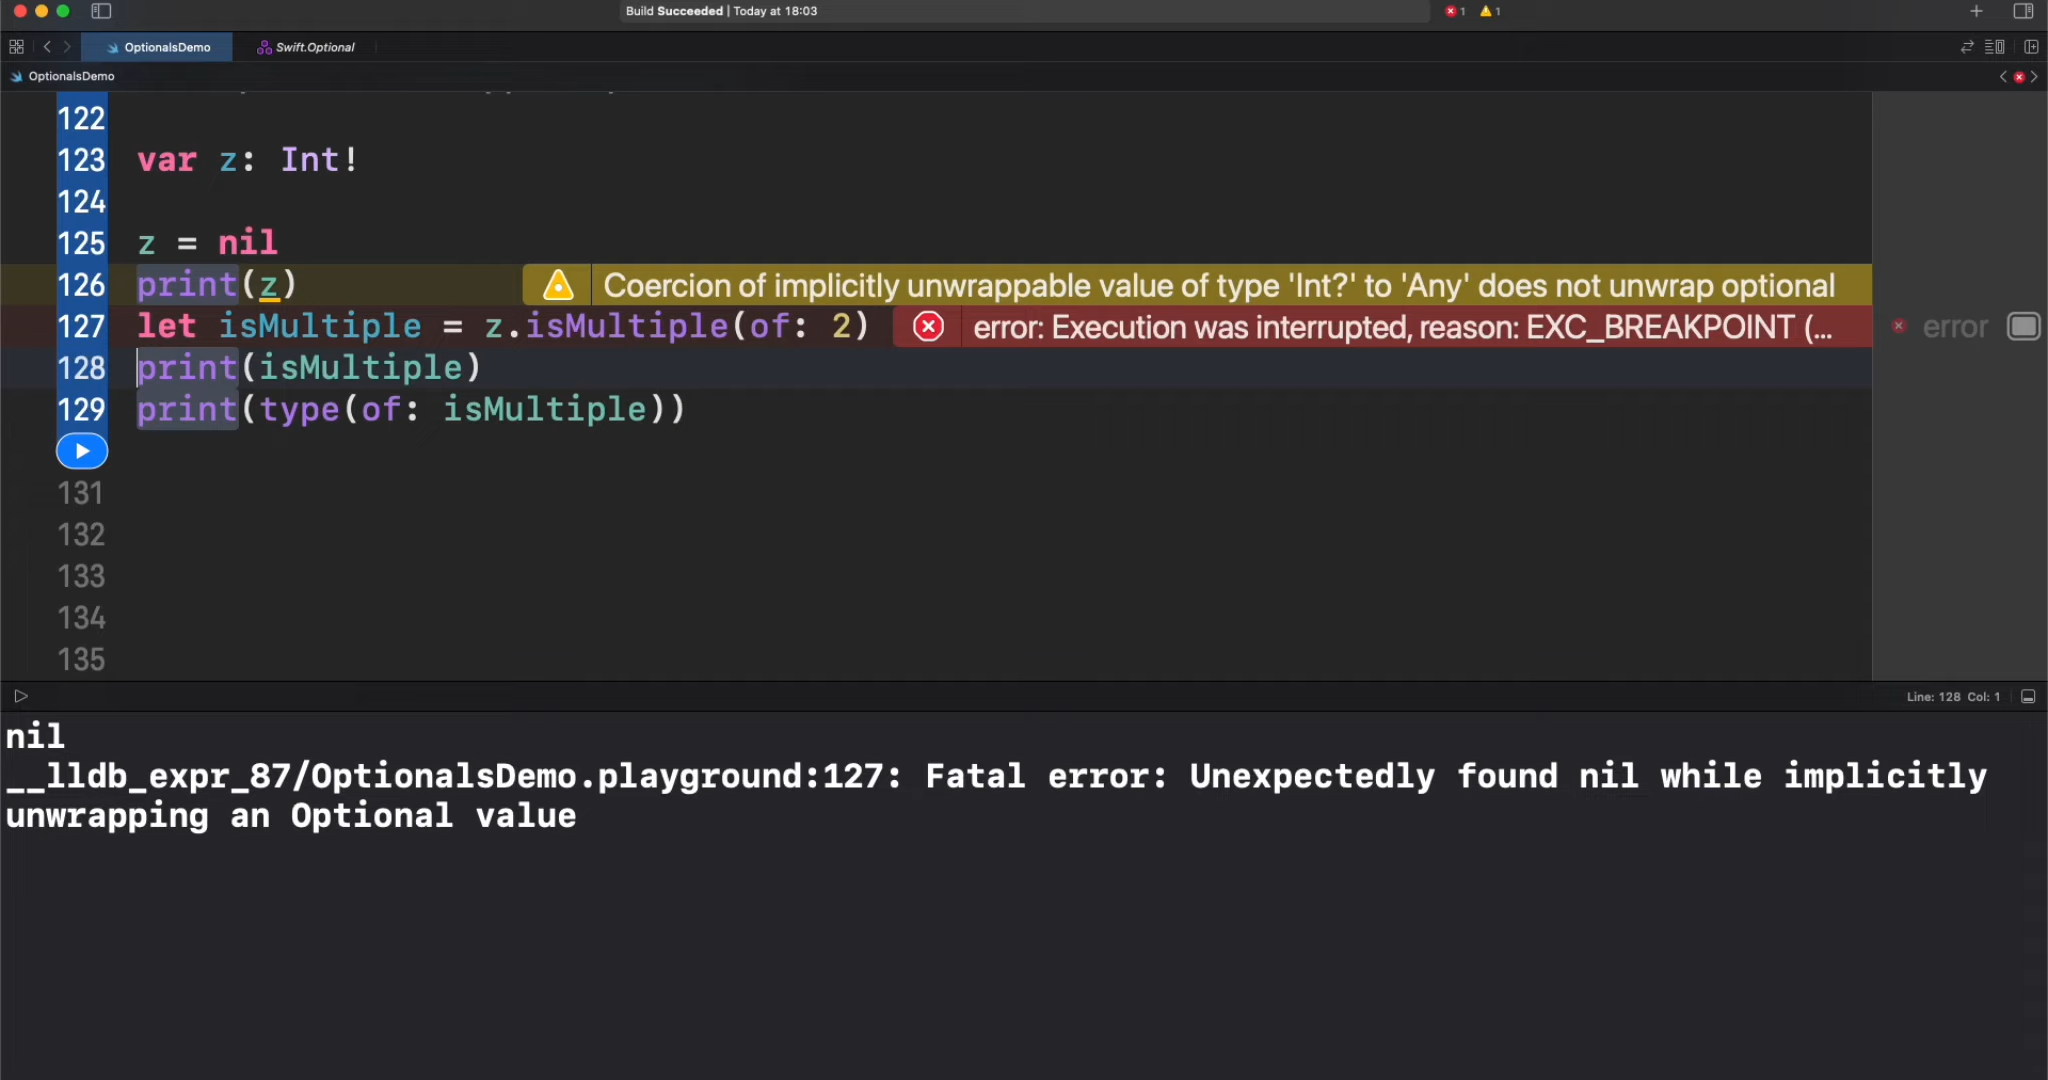 Build Succeeded | Today at 18:03
1
1
OptionalsDemo
Swift.Optional
OptionalsDemo
122
123 var z: Int!
124
125 z = nil
126 print(z) Coercion of implicitly unwrappable value of type 'Int?' to 'Any' does not unwrap optional
127 let isMultiple = z.isMultiple(of: 2) error: Execution was interrupted, reason: EXC_BREAKPOINT (... error
128 print(isMultiple)
129 print(type(of: isMultiple))
131
132
133
134
135
Line: 128 Col: 1
nil
__lldb_expr_87/OptionalsDemo.playground:127: Fatal error: Unexpectedly found nil while implicitly
unwrapping an Optional value